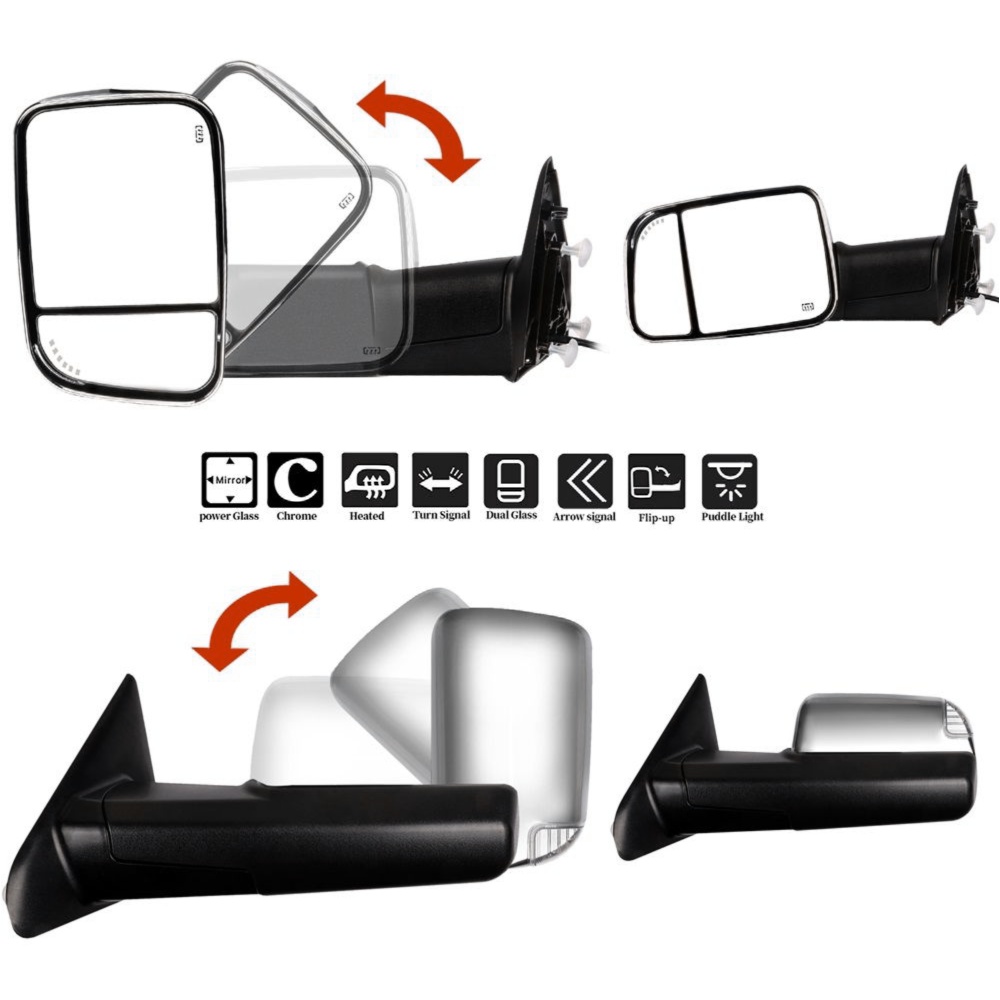 Mirror
C
power Glass
Chrome
Heated
Turn Signal
Dual Glass
Arrow signal
Flip-up
Puddle Light